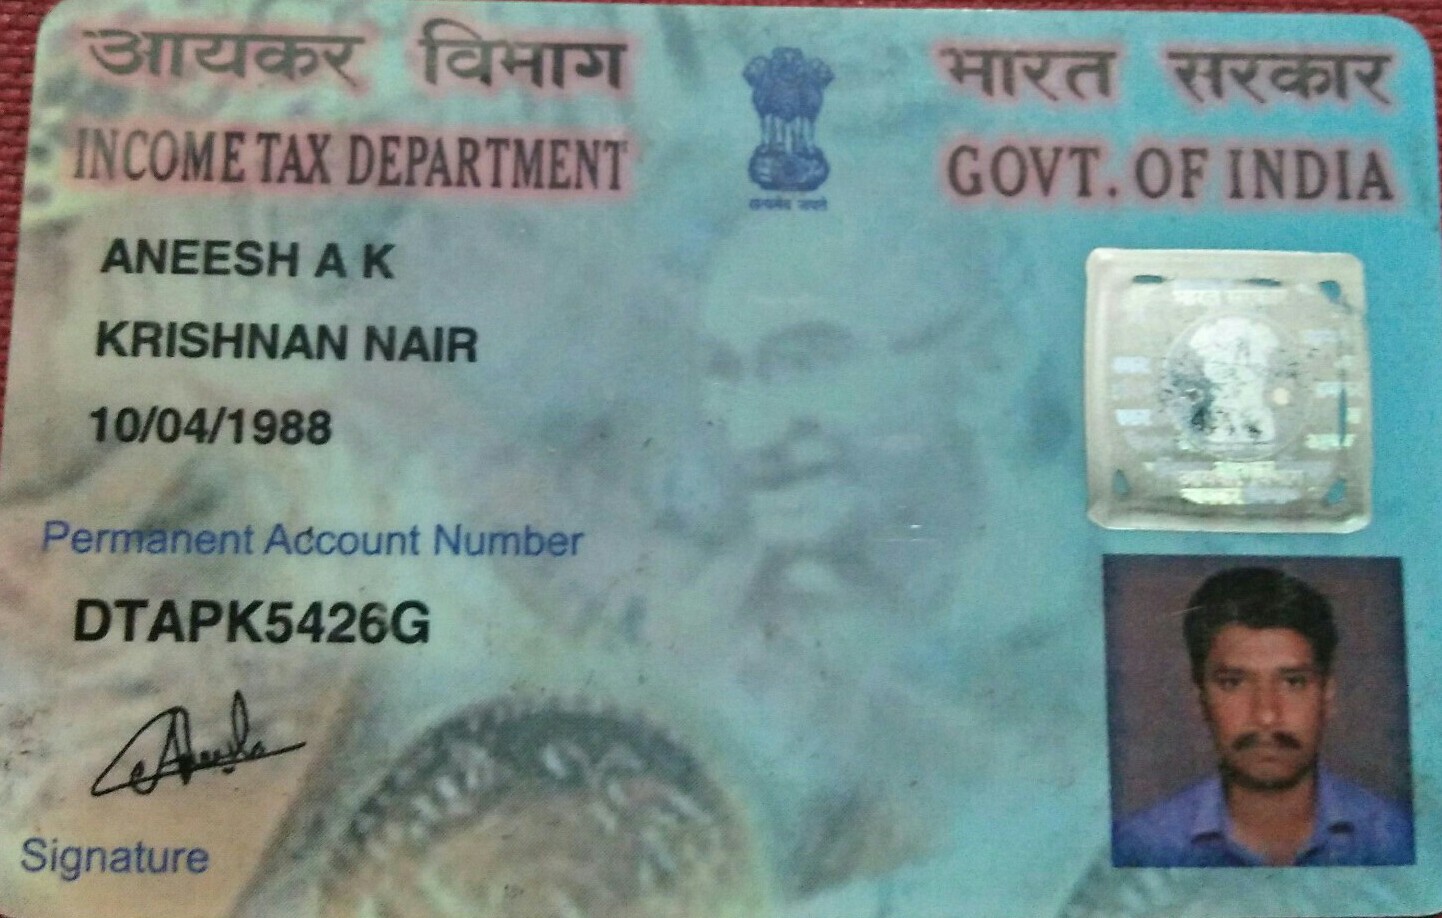 आयकर विभाग
INCOME TAX DEPARTMENT
भारत सरकार
GOVT. OF INDIA
सत्यमेव जयते
ANEESH A K
KRISHNAN NAIR
10/04/1988
Permanent Account Number
DTAPK5426G
Signature